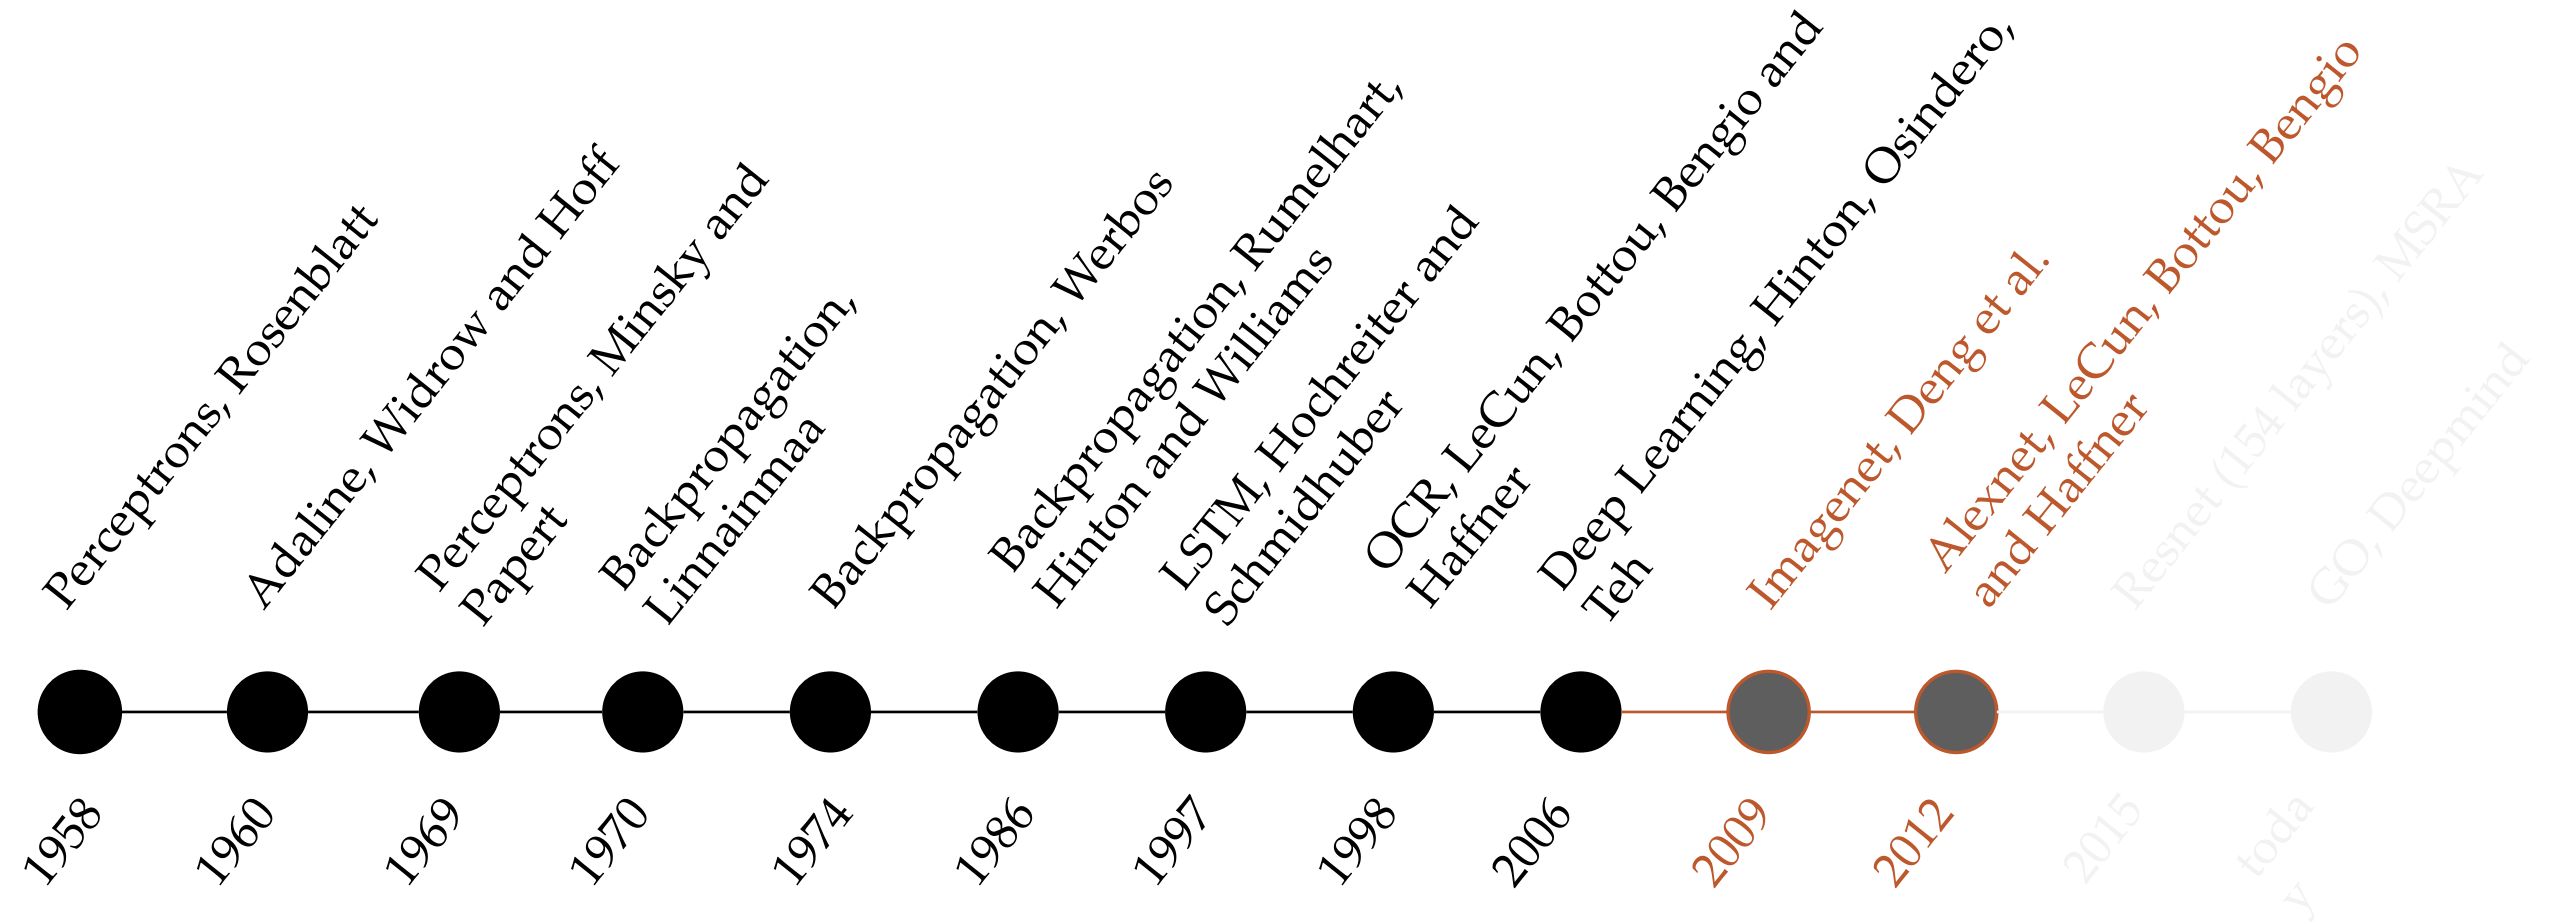 Perceptrons, Rosenblatt
Adaline, Widrow and Hoff
Perceptrons, Minsky and
Papert
Backpropagation,
Linnainmaa
Backpropagation, Werbos
Backpropagation, Rumelhart,
Hinton and Williams
LSTM, Hochreiter and
Schmidhuber
OCR, LeCun, Bottou, Bengio and
Haffner
Deep Learning, Hinton, Osindero,
Teh
Imagenet, Deng et al.
Alexnet, LeCun, Bottou, Bengio
and Haffner
Resnet (154 layers), MSRA
GO, Deepmind
1958
1960
1969
1970
1974
1986
1997
1998
2006
2009
2012
2015
toda
y